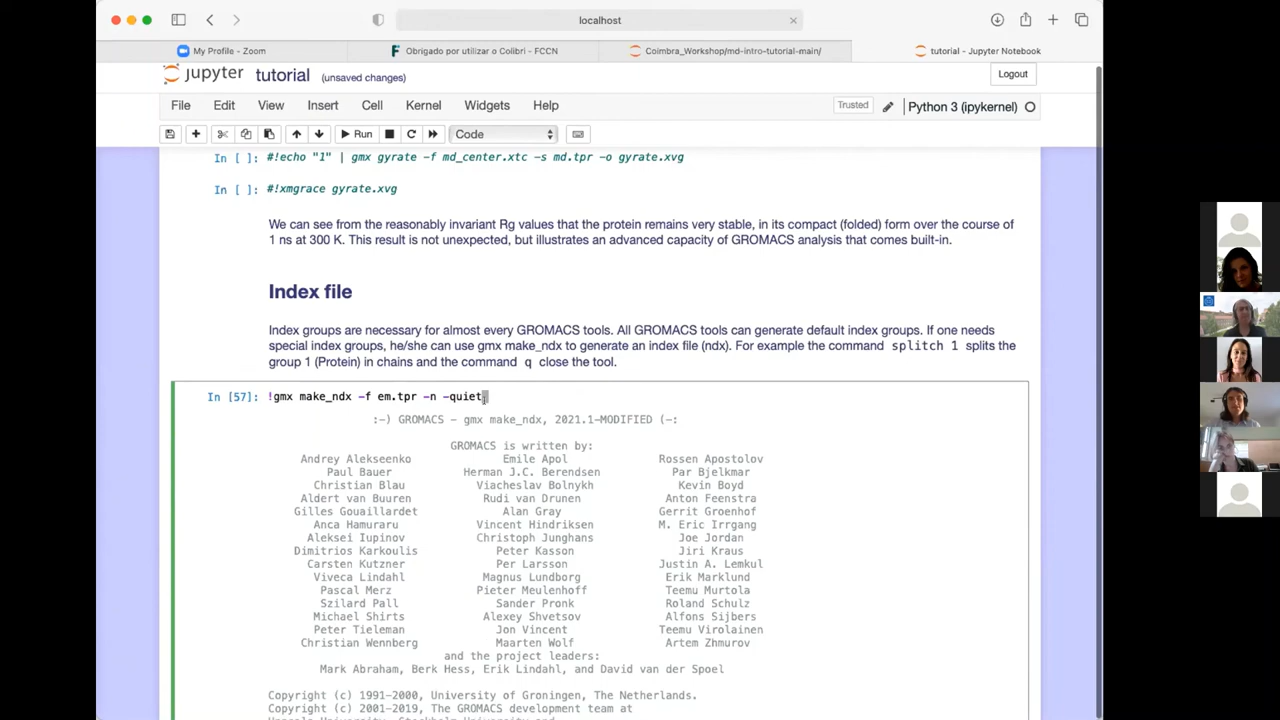 localhost
My Profile - Zoom
Obrigado por utilizar o Colibri - FCCN
Coimbra_Workshop/md-intro-tutorial-main/
tutorial - Jupyter Notebook
jupyter tutorial (unsaved changes)
Logout
File Edit View Insert Cell Kernel Widgets Help
Trusted
Python 3 (ipykernel)
Run
Code
In [ ]: #!echo "1" | gmx gyrate -f md_center.xtc -s md.tpr -o gyrate.xvg
In [ ]: #!xmgrace gyrate.xvg
We can see from the reasonably invariant Rg values that the protein remains very stable, in its compact (folded) form over the course of
1 ns at 300 K. This result is not unexpected, but illustrates an advanced capacity of GROMACS analysis that comes built-in.
Index file
Index groups are necessary for almost every GROMACS tools. All GROMACS tools can generate default index groups. If one needs
special index groups, he/she can use gmx make_ndx to generate an index file (ndx). For example the command splitch 1 splits the
group 1 (Protein) in chains and the command q close the tool.
In [57]: !gmx make_ndx -f em.tpr -n -quiet
:-) GROMACS - gmx make_ndx, 2021.1-MODIFIED (-:
GROMACS is written by:
Andrey Alekseenko Emile Apol Rossen Apostolov
Paul Bauer Herman J.C. Berendsen Par Bjelkmar
Christian Blau Viacheslav Bolnykh Kevin Boyd
Aldert van Buuren Rudi van Drunen Anton Feenstra
Gilles Gouaillardet Alan Gray Gerrit Groenhof
Anca Hamuraru Vincent Hindriksen M. Eric Irrgang
Aleksei Iupinov Christoph Junghans Joe Jordan
Dimitrios Karkoulis Peter Kasson Jiri Kraus
Carsten Kutzner Per Larsson Justin A. Lemkul
Viveca Lindahl Magnus Lundborg Erik Marklund
Pascal Merz Pieter Meulenhoff Teemu Murtola
Szilard Pall Sander Pronk Roland Schulz
Michael Shirts Alexey Shvetsov Alfons Sijbers
Peter Tieleman Jon Vincent Teemu Virolainen
Christian Wennberg Maarten Wolf Artem Zhmurov
and the project leaders:
Mark Abraham, Berk Hess, Erik Lindahl, and David van der Spoel
Copyright (c) 1991-2000, University of Groningen, The Netherlands.
Copyright (c) 2001-2019, The GROMACS development team at